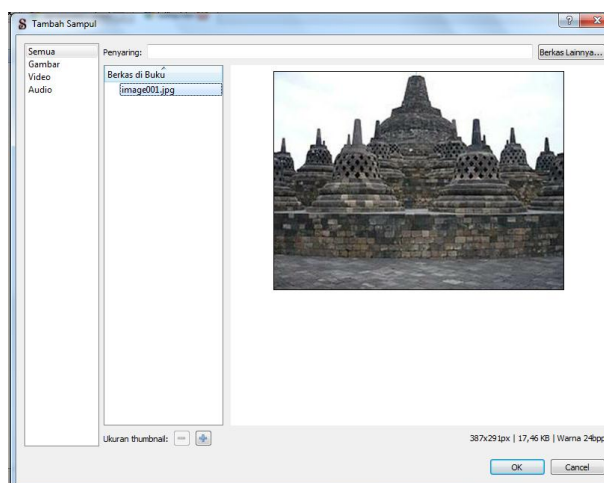 Tambah Sampul
Semua
Gambar
Video
Audio
Penyaring:
Berkas Lainnya...
Berkas di Buku
image001.jpg
Ukuran thumbnail:
387x291px | 17,46 KB | Warna 24bpp
OK
Cancel